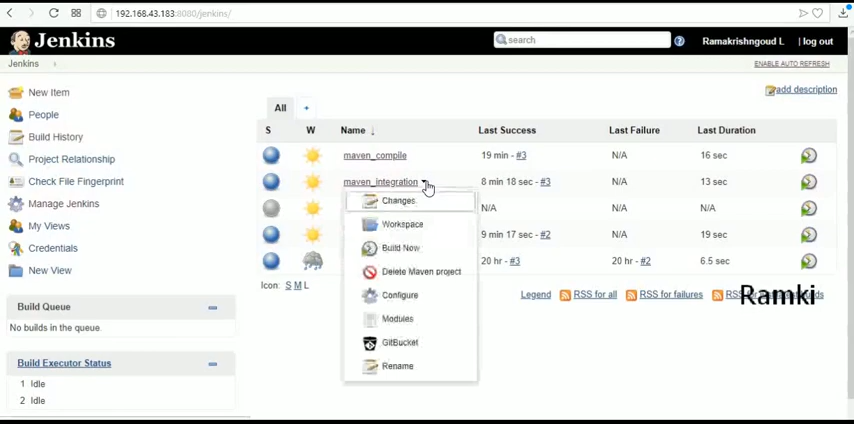 192.168.43.183:8080/jenkins/
Jenkins
search
?
Ramakrishngoud L
| log out
Jenkins
ENABLE AUTO REFRESH
New Item
People
Build History
Project Relationship
Check File Fingerprint
Manage Jenkins
My Views
Credentials
New View
Build Queue
No builds in the queue.
Build Executor Status
1 Idle
2 Idle
add description
All +
S W Name ↓ Last Success Last Failure Last Duration
maven_compile 19 min - #3 N/A 16 sec
maven_integration 8 min 18 sec - #3 N/A 13 sec
N/A N/A N/A
9 min 17 sec - #2 N/A 19 sec
20 hr - #3 20 hr - #2 6.5 sec
Changes
Workspace
Build Now
Delete Maven project
Configure
Modules
GitBucket
Rename
Icon: S M L
Legend RSS for all RSS for failures
Ramki